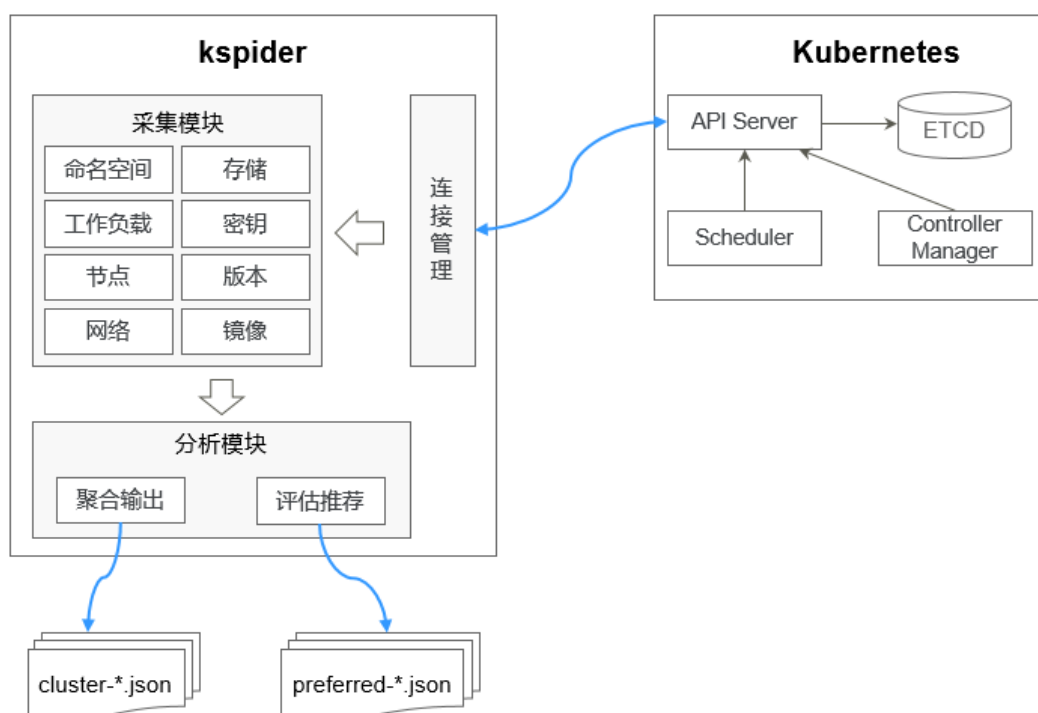 kspider
采集模块
命名空间
存储
工作负载
密钥
节点
版本
网络
镜像
连
接
管
理
分析模块
聚合输出
评估推荐
cluster-*.json
preferred-*.json
Kubernetes
API Server
ETCD
Scheduler
Controller
Manager